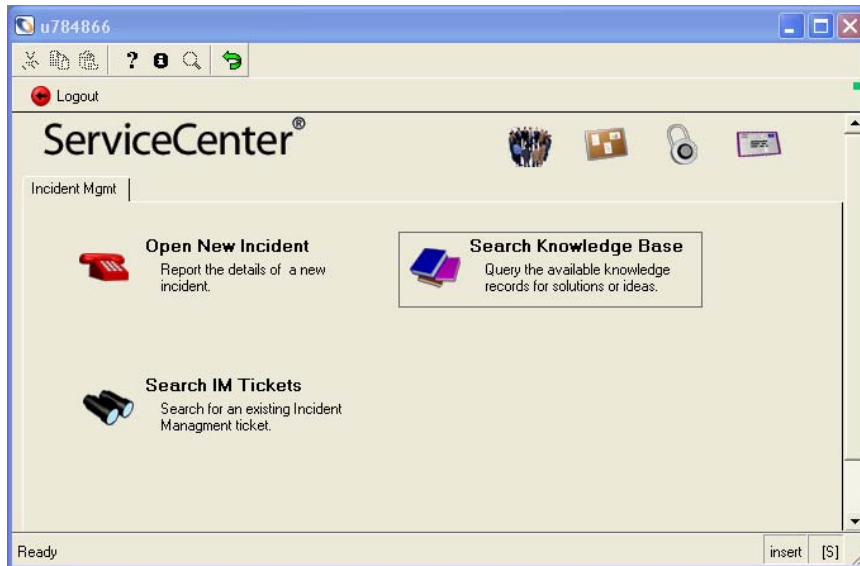 u784866
?
Logout
ServiceCenter®
Incident Mgmt
Open New Incident
Report the details of a new
incident.
Search Knowledge Base
Query the available knowledge
records for solutions or ideas.
Search IM Tickets
Search for an existing Incident
Managment ticket.
Ready
insert
[S]